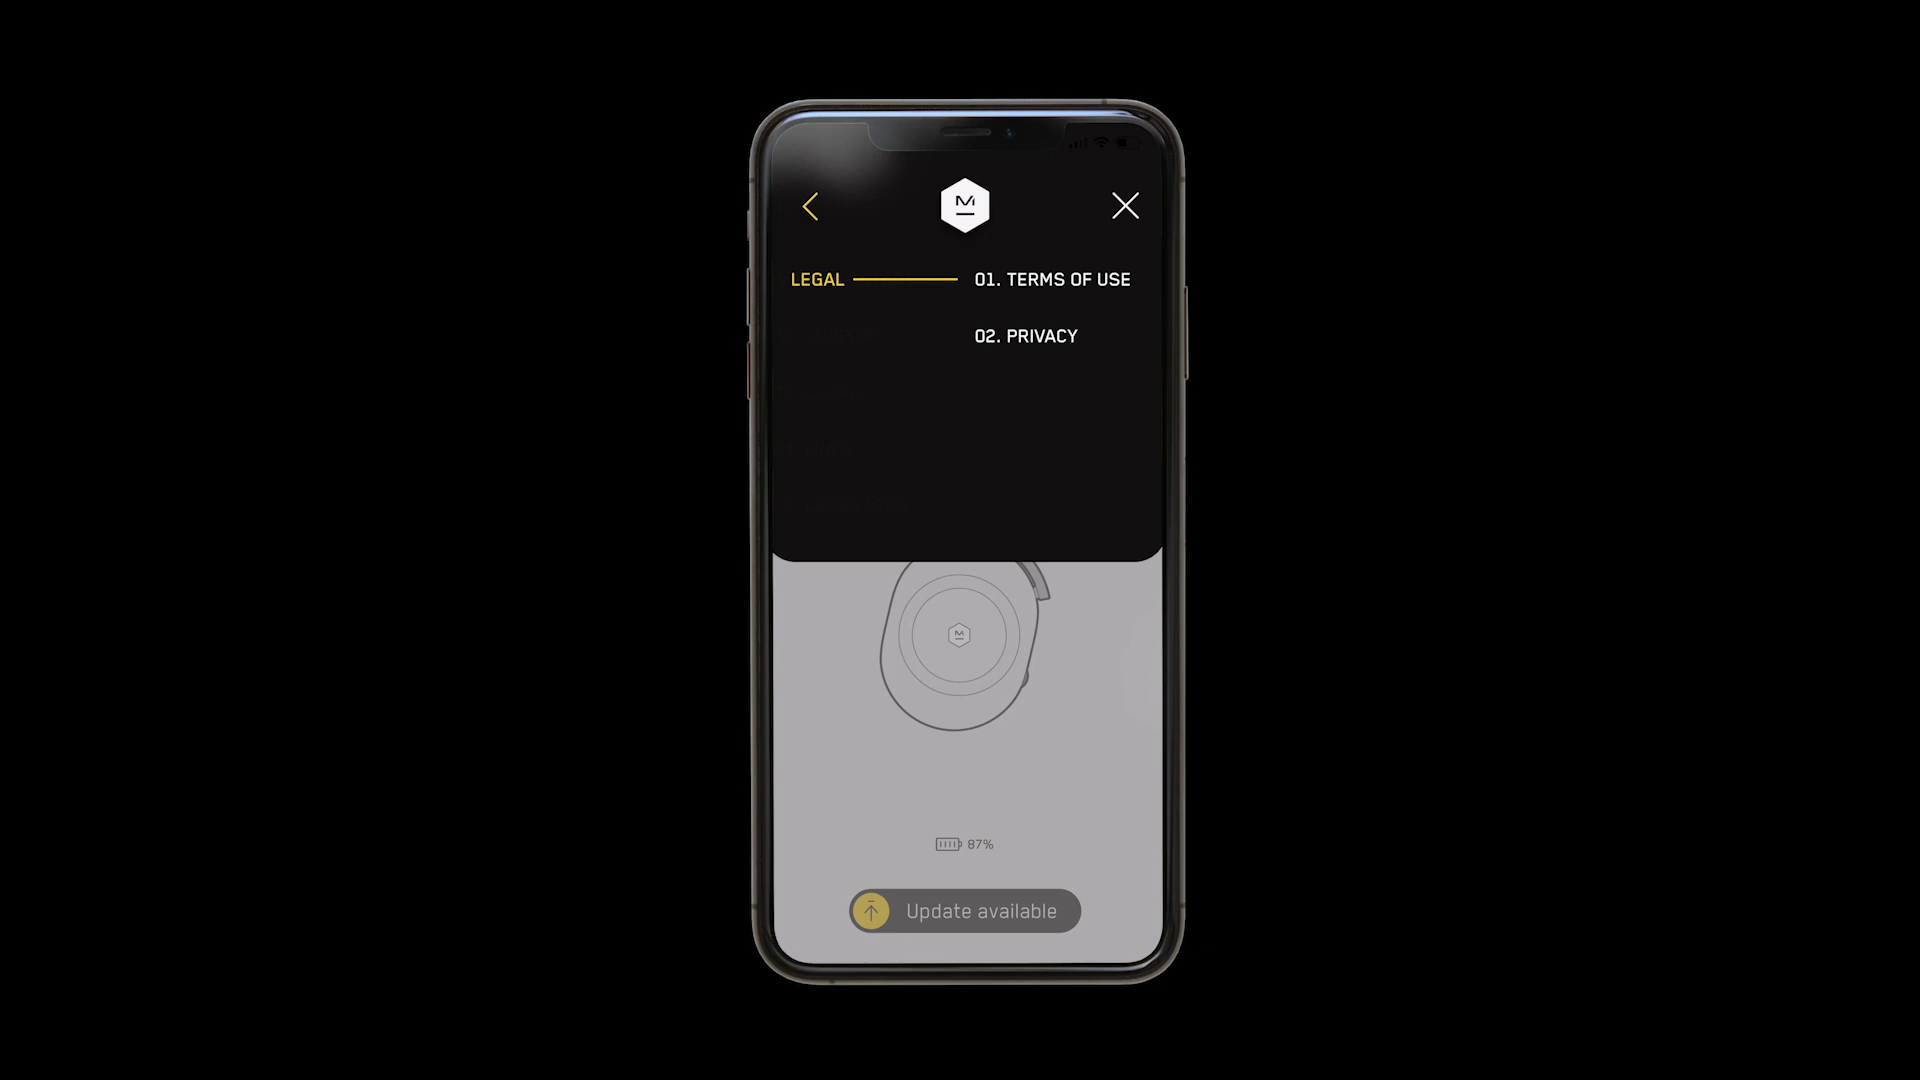 LEGAL 01. TERMS OF USE
02. PRIVACY
87%
Update available